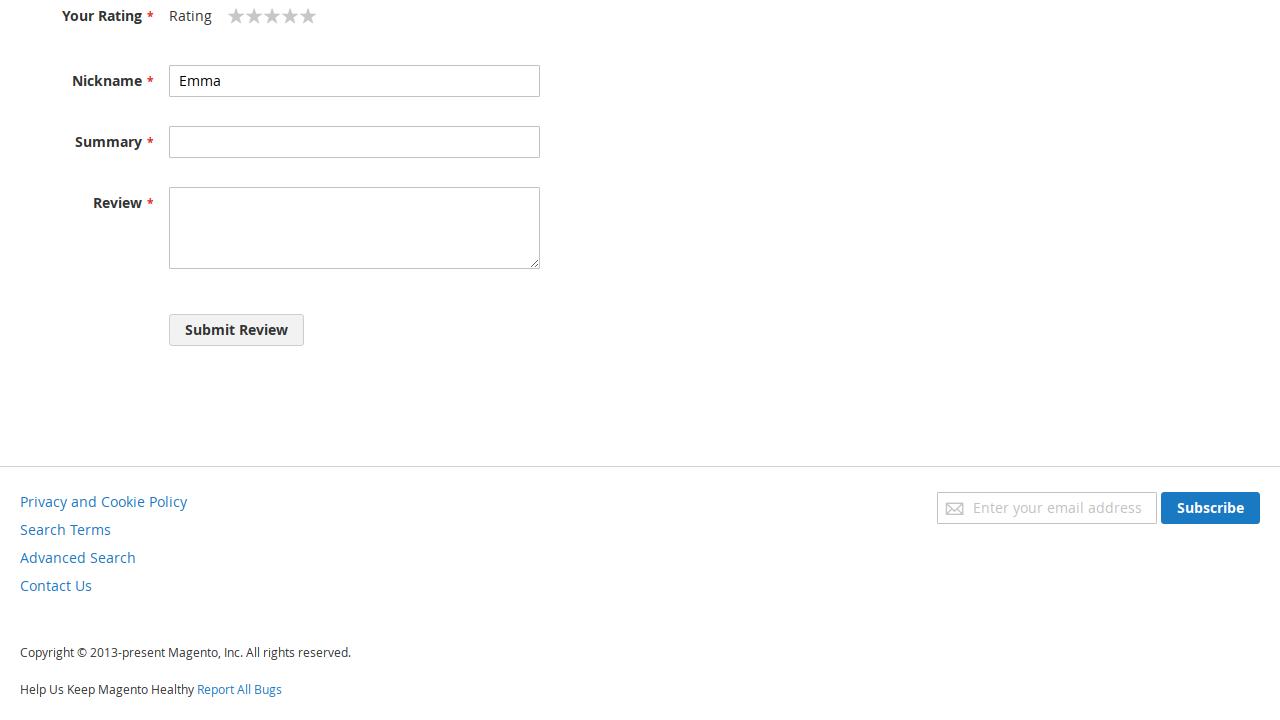 Your Rating * Rating
Nickname * Emma
Summary *
Review *
Submit Review
Privacy and Cookie Policy
Search Terms
Advanced Search
Contact Us
Enter your email address Subscribe
Copyright © 2013-present Magento, Inc. All rights reserved.
Help Us Keep Magento Healthy Report All Bugs